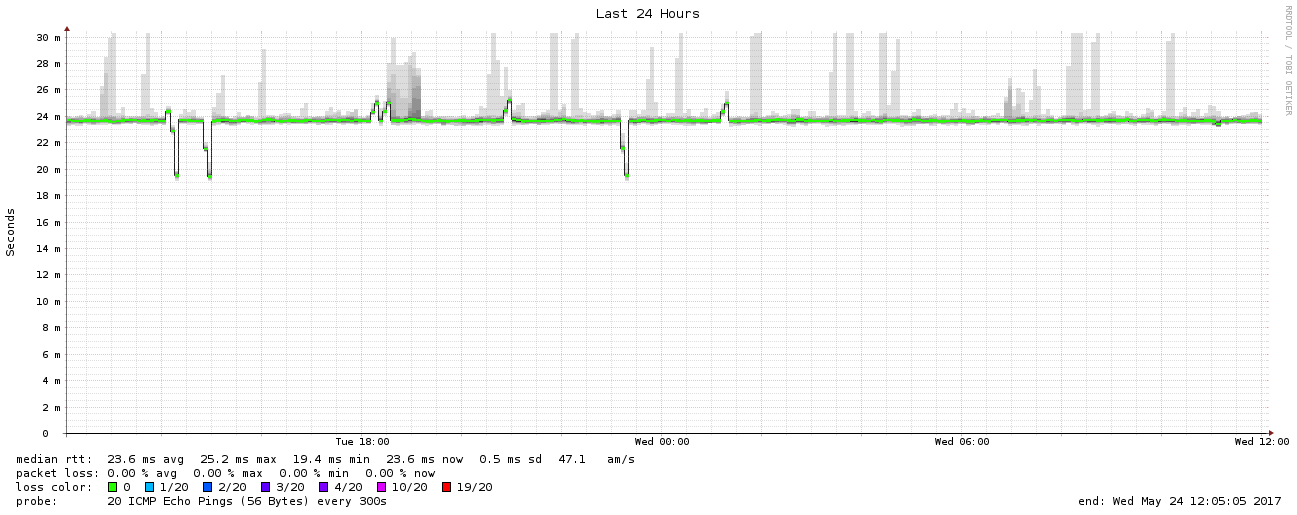 Last 24 Hours
RRDTOOL / TOBI OETIKER
Seconds
30 m
28 m
26 m
24 m
22 m
20 m
18 m
16 m
14 m
12 m
10 m
8 m
6 m
4 m
2 m
0
Tue 18:00 Wed 00:00 Wed 06:00 Wed 12:00
median rtt: 23.6 ms avg 25.2 ms max 19.4 ms min 23.6 ms now 0.5 ms sd 47.1 am/s
packet loss: 0.00 % avg 0.00 % max 0.00 % min 0.00 % now
loss color: 0 1/20 2/20 3/20 4/20 10/20 19/20
probe: 20 ICMP Echo Pings (56 Bytes) every 300s end: Wed May 24 12:05:05 2017